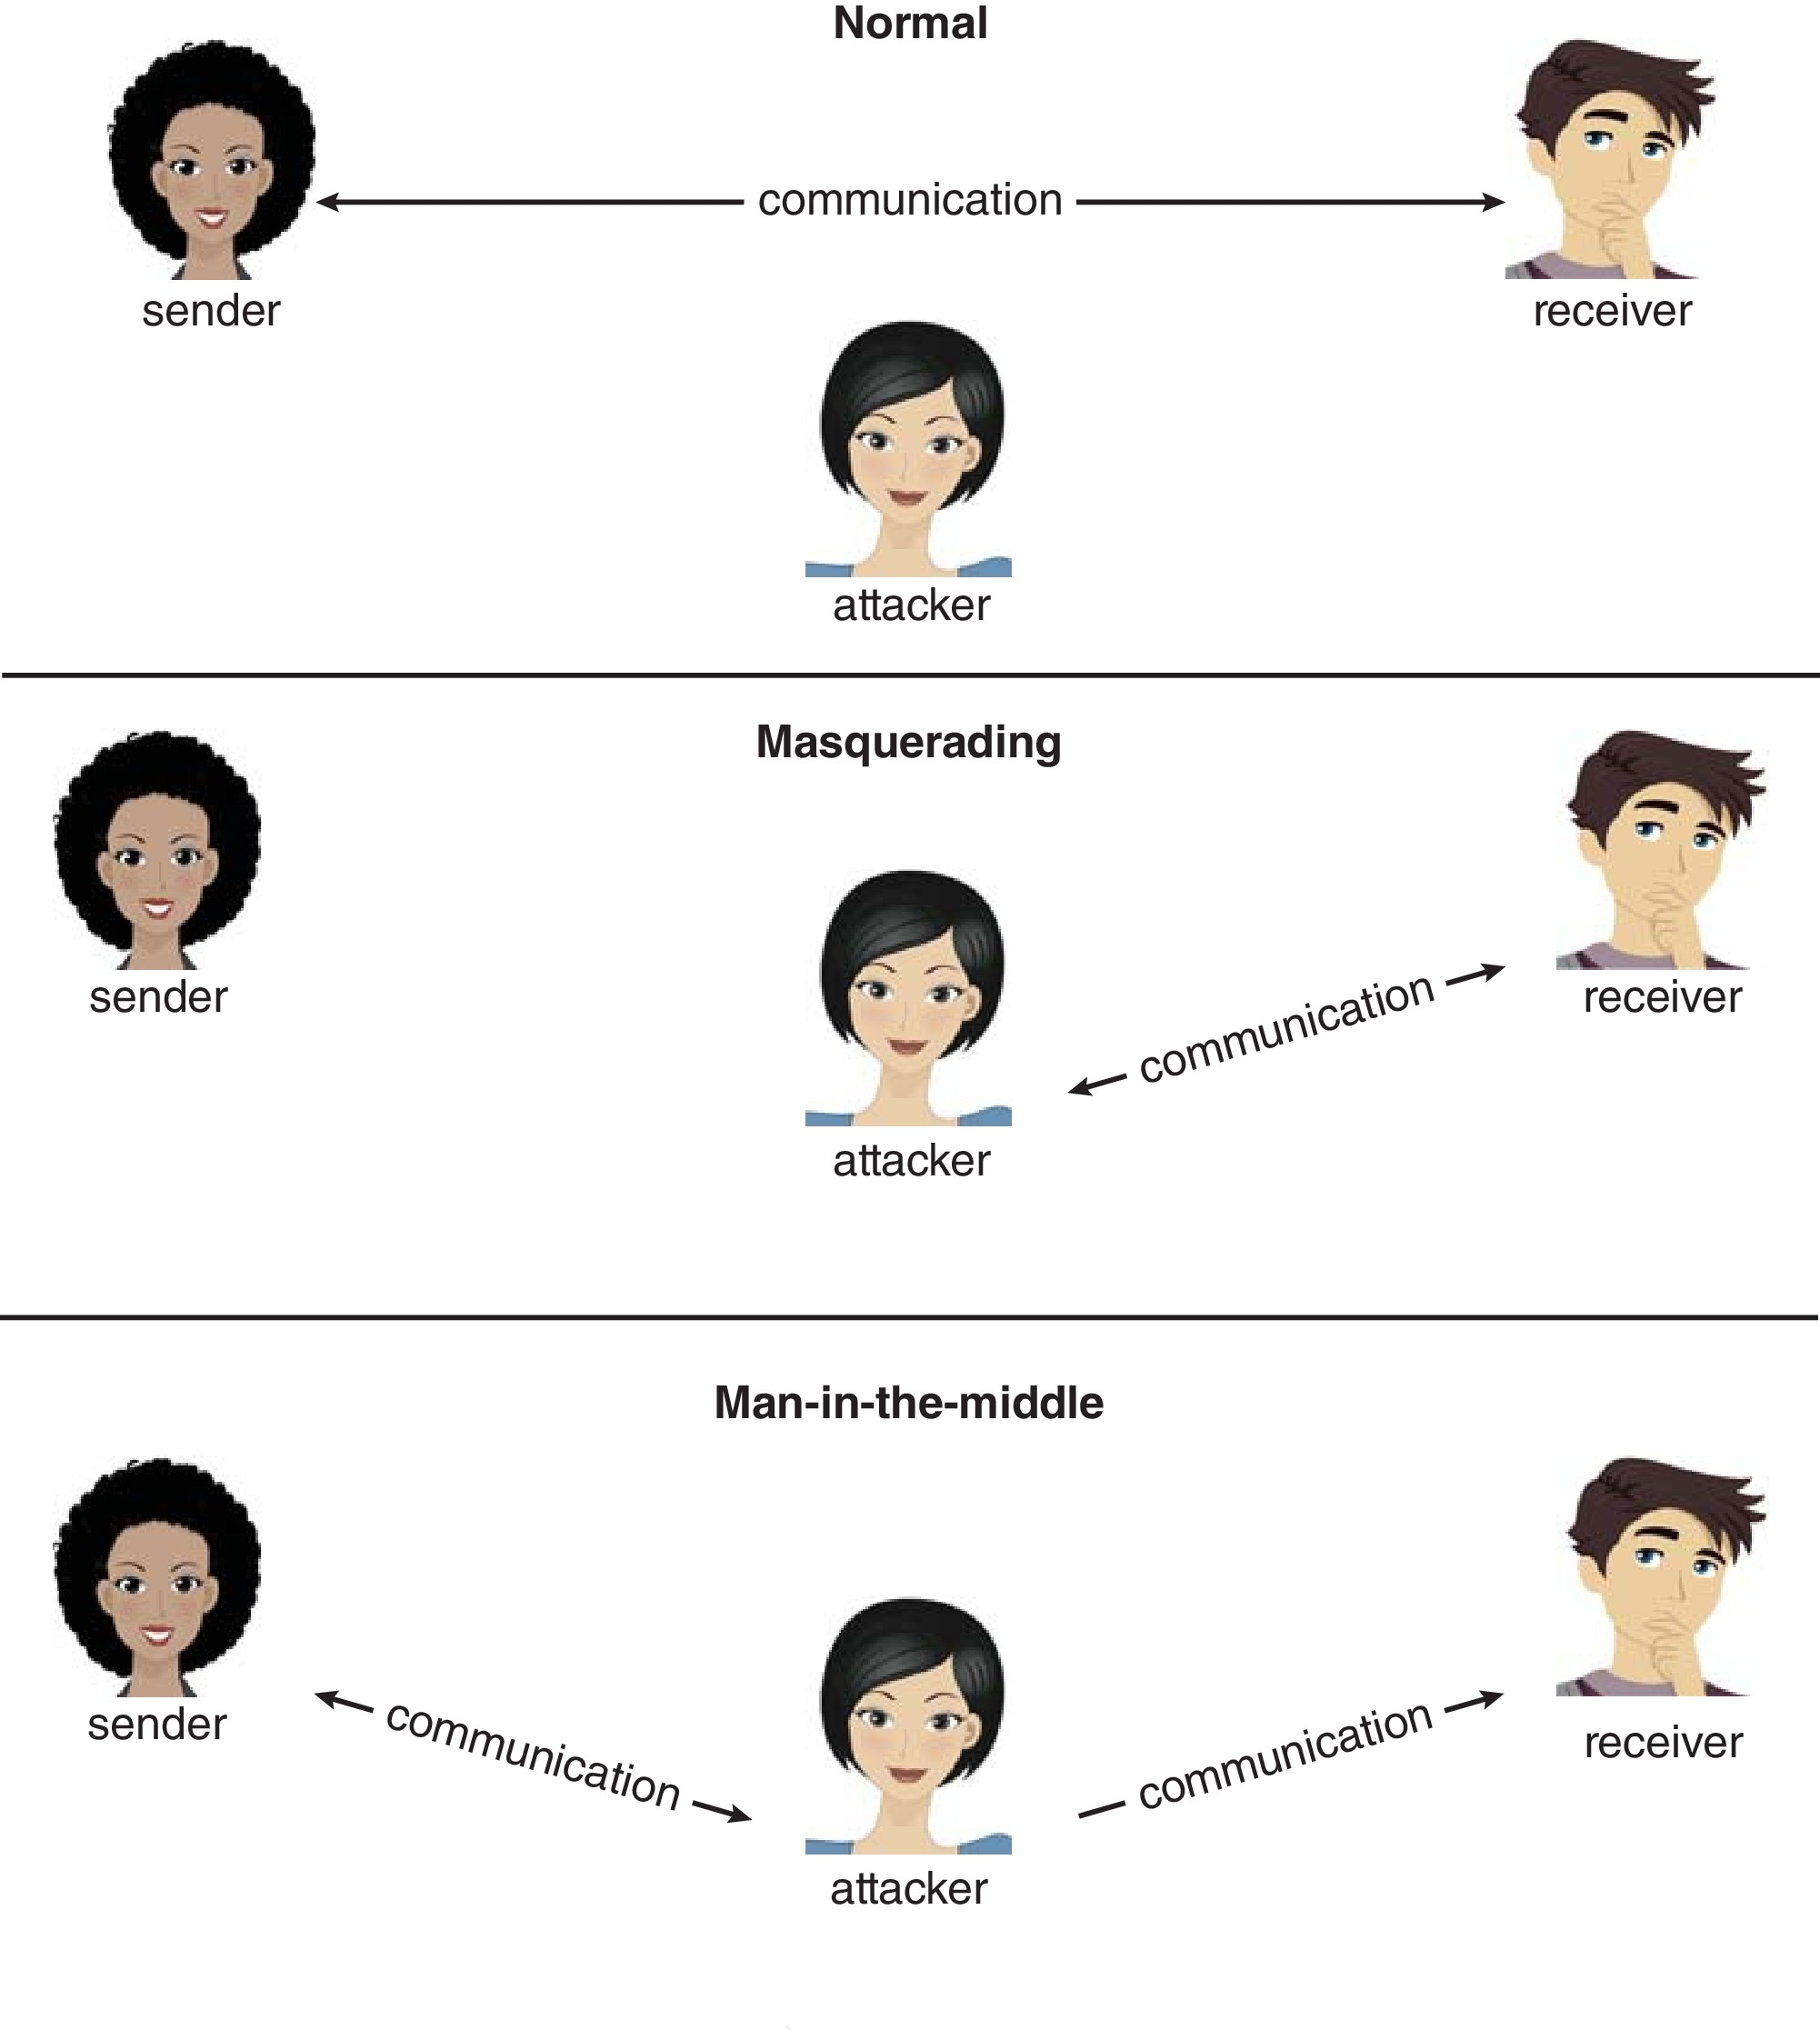 Normal
communication
sender
receiver
attacker
Masquerading
sender
receiver
communication
attacker
Man-in-the-middle
sender
communication
communication
receiver
attacker